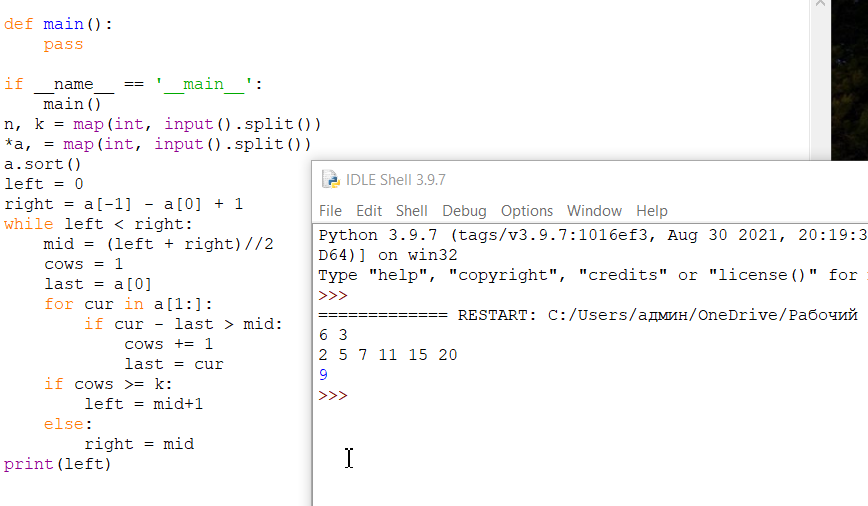 def main():
    pass
if __name__ == '__main__':
    main()
n, k = map(int, input().split())
*a, = map(int, input().split())
a.sort()
left = 0
right = a[-1] - a[0] + 1
while left < right:
    mid = (left + right)//2
    cows = 1
    last = a[0]
    for cur in a[1:]:
        if cur - last > mid:
            cows += 1
            last = cur
    if cows >= k:
        left = mid+1
    else:
        right = mid
print(left)
IDLE Shell 3.9.7
File Edit Shell Debug Options Window Help
Python 3.9.7 (tags/v3.9.7:1016ef3, Aug 30 2021, 20:19:3
D64)] on win32
Type "help", "copyright", "credits" or "license()" for
>>>
============= RESTART: C:/Users/админ/OneDrive/Рабочий
6 3
2 5 7 11 15 20
9
>>>